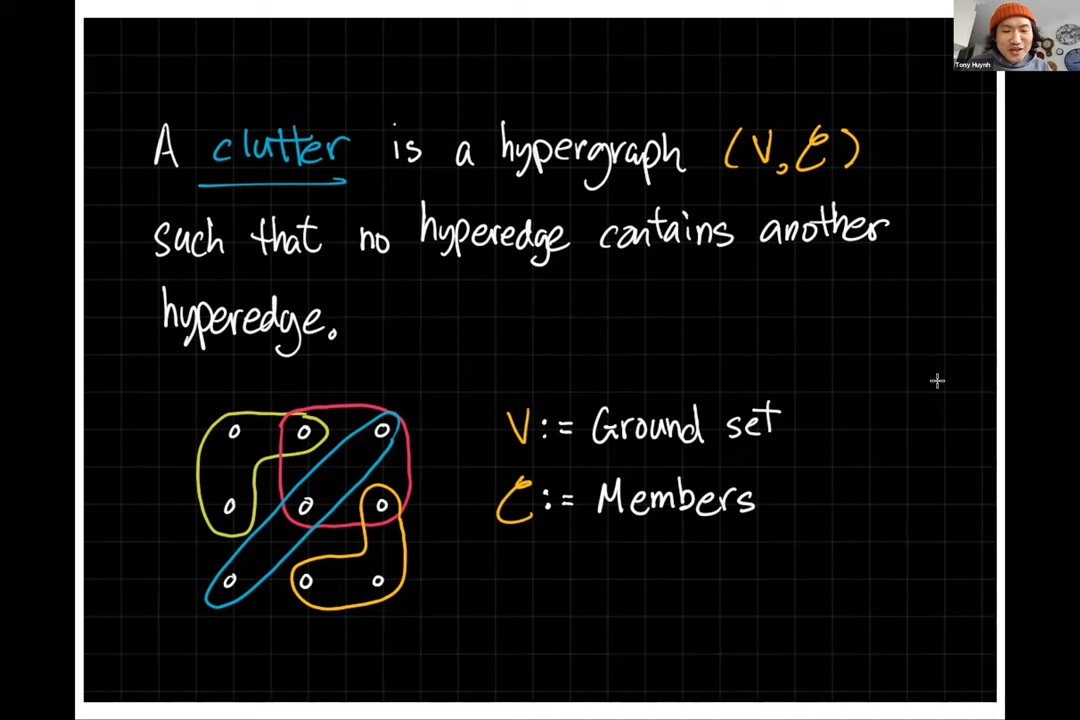 Tony Huynh
A clutter is a hypergraph (V, ℰ)
such that no hyperedge contains another
hyperedge.
V := Ground set
ℰ := Members